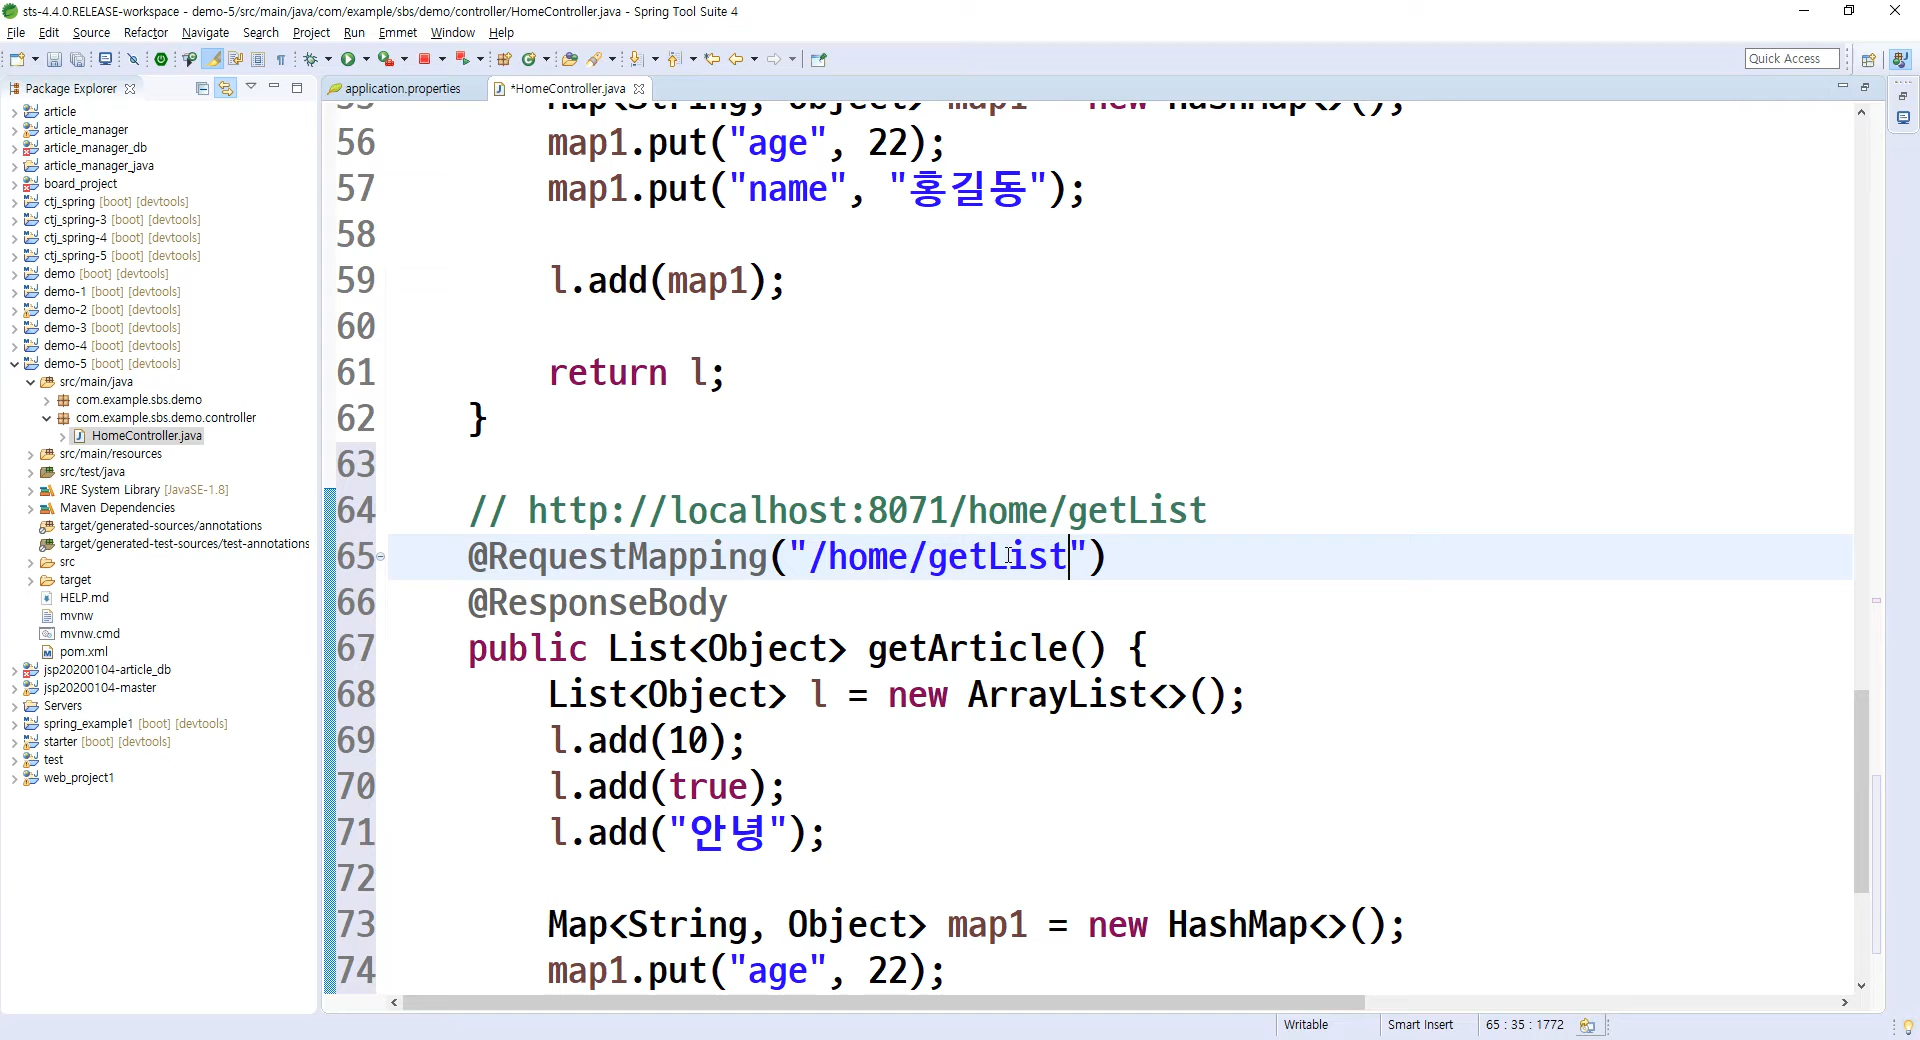 sts-4.4.0.RELEASE-workspace - demo-5/src/main/java/com/example/sbs/demo/controller/HomeController.java - Spring Tool Suite 4
File Edit Source Refactor Navigate Search Project Run Emmet Window Help
Quick Access
Package Explorer
application.properties
*HomeController.java
article
article_manager
article_manager_db
article_manager_java
board_project
ctj_spring [boot] [devtools]
ctj_spring-3 [boot] [devtools]
ctj_spring-4 [boot] [devtools]
ctj_spring-5 [boot] [devtools]
demo [boot] [devtools]
demo-1 [boot] [devtools]
demo-2 [boot] [devtools]
demo-3 [boot] [devtools]
demo-4 [boot] [devtools]
demo-5 [boot] [devtools]
src/main/java
com.example.sbs.demo
com.example.sbs.demo.controller
HomeController.java
src/main/resources
src/test/java
JRE System Library [JavaSE-1.8]
Maven Dependencies
target/generated-sources/annotations
target/generated-test-sources/test-annotations
src
target
HELP.md
mvnw
mvnw.cmd
pom.xml
jsp20200104-article_db
jsp20200104-master
Servers
spring_example1 [boot] [devtools]
starter [boot] [devtools]
test
web_project1
55 Map<String, Object> map1 = new HashMap<>();
56 map1.put("age", 22);
57 map1.put("name", "홍길동");
58
59 l.add(map1);
60
61 return l;
62 }
63
64 // http://localhost:8071/home/getList
65 @RequestMapping("/home/getList")
66 @ResponseBody
67 public List<Object> getArticle() {
68 List<Object> l = new ArrayList<>();
69 l.add(10);
70 l.add(true);
71 l.add("안녕");
72
73 Map<String, Object> map1 = new HashMap<>();
74 map1.put("age", 22);
Writable Smart Insert 65 : 35 : 1772